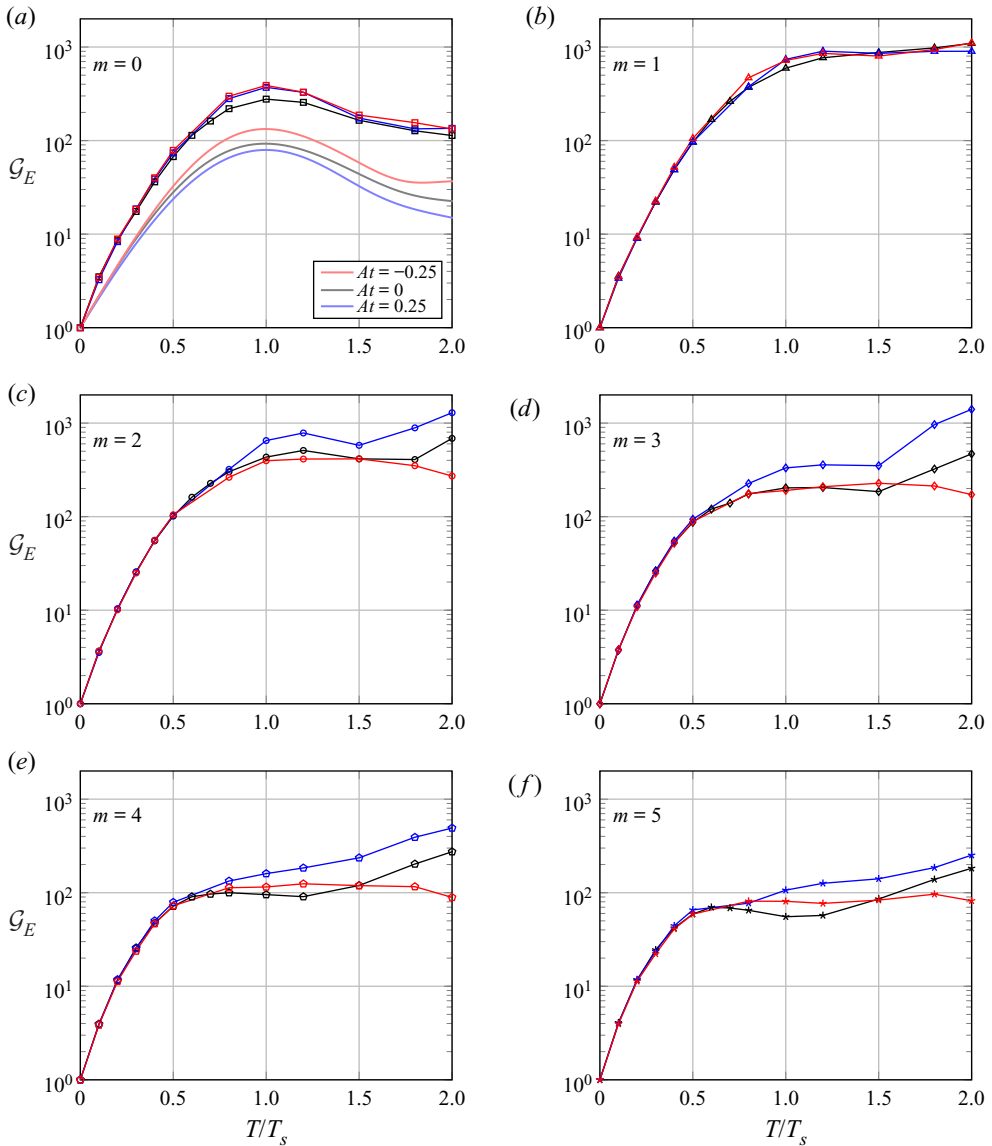 (a)
(b)
10³
m = 0
10²
𝒢_E
10¹
At = −0.25
At = 0
At = 0.25
10⁰
0 0.5 1.0 1.5 2.0
10³
m = 1
10²
10¹
10⁰
0 0.5 1.0 1.5 2.0
(c)
(d)
10³
m = 2
10²
𝒢_E
10¹
10⁰
0 0.5 1.0 1.5 2.0
10³
m = 3
10²
10¹
10⁰
0 0.5 1.0 1.5 2.0
(e)
(f)
10³
m = 4
10²
𝒢_E
10¹
10⁰
0 0.5 1.0 1.5 2.0
T/T_s
10³
m = 5
10²
10¹
10⁰
0 0.5 1.0 1.5 2.0
T/T_s